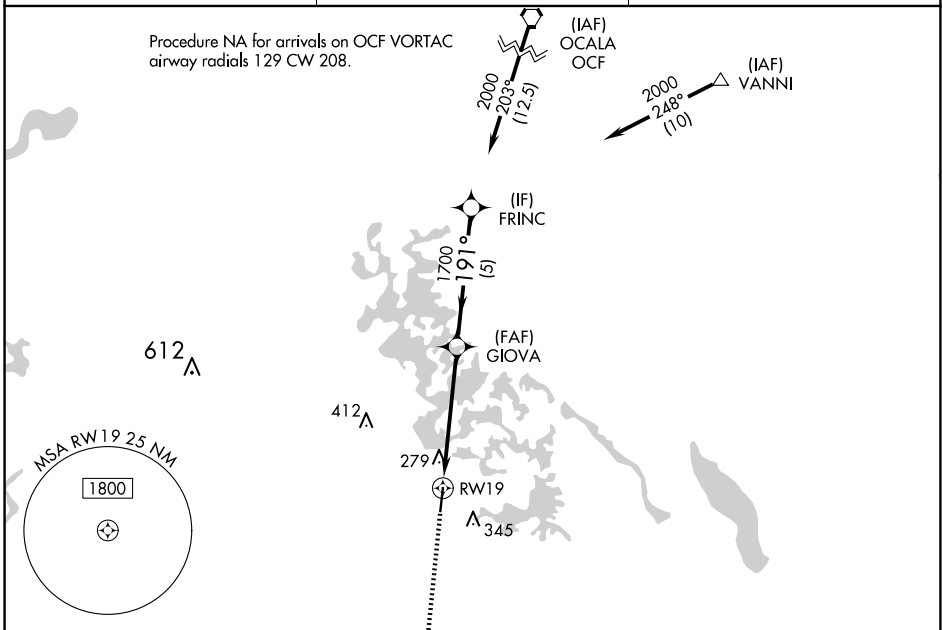 Procedure NA for arrivals on OCF VORTAC
airway radials 129 CW 208.
(IAF)
OCALA
OCF
2000
203°
(12.5)
(IAF)
VANNI
2000
248°
(10)
(IF)
FRINC
1700
191°
(5)
(FAF)
GIOVA
612
412
279
RW19
345
MSA RW19 25 NM
1800